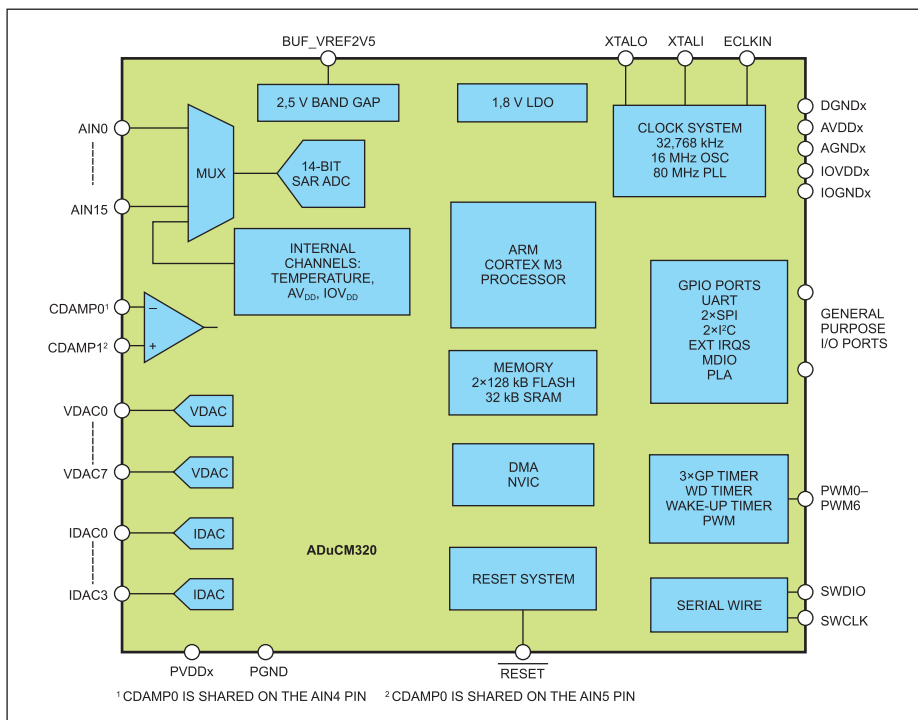 BUF_VREF2V5
XTALO XTALI ECLKIN
2,5 V BAND GAP
1,8 V LDO
CLOCK SYSTEM
32,768 kHz
16 MHz OSC
80 MHz PLL
DGNDx
AVDDx
AGNDx
IOVDDx
IOGNDx
AIN0
AIN15
MUX
14-BIT
SAR ADC
INTERNAL
CHANNELS:
TEMPERATURE,
AVDD, IOVDD
ARM
CORTEX M3
PROCESSOR
GPIO PORTS
UART
2×SPI
2×I²C
EXT IRQS
MDIO
PLA
GENERAL
PURPOSE
I/O PORTS
CDAMP0¹
CDAMP1²
–
+
MEMORY
2×128 kB FLASH
32 kB SRAM
VDAC0
VDAC
VDAC7
VDAC
DMA
NVIC
3×GP TIMER
WD TIMER
WAKE-UP TIMER
PWM
PWM0–
PWM6
IDAC0
IDAC
IDAC3
IDAC
ADuCM320
RESET SYSTEM
SERIAL WIRE
SWDIO
SWCLK
PVDDx
PGND
RESET
¹ CDAMP0 IS SHARED ON THE AIN4 PIN ² CDAMP0 IS SHARED ON THE AIN5 PIN